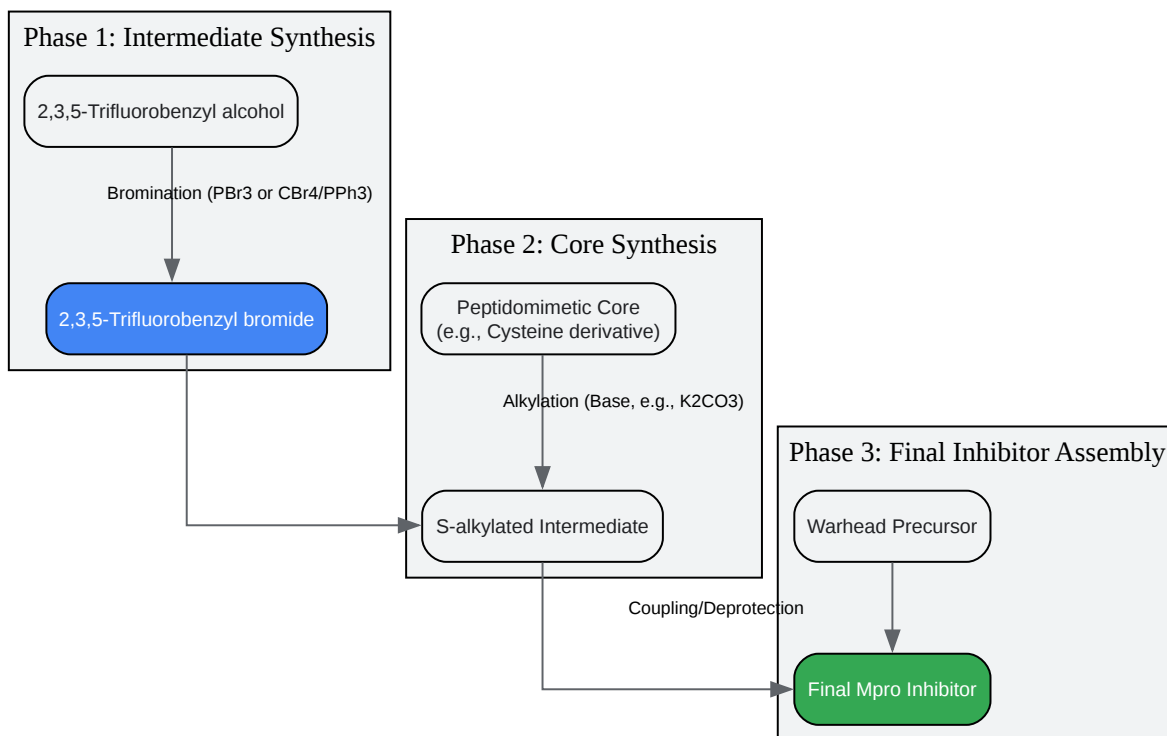 Phase 1: Intermediate Synthesis
2,3,5-Trifluorobenzyl alcohol
Bromination (PBr3 or CBr4/PPh3)
2,3,5-Trifluorobenzyl bromide
Phase 2: Core Synthesis
Peptidomimetic Core
(e.g., Cysteine derivative)
Alkylation (Base, e.g., K2CO3)
S-alkylated Intermediate
Phase 3: Final Inhibitor Assembly
Warhead Precursor
Coupling/Deprotection
Final Mpro Inhibitor